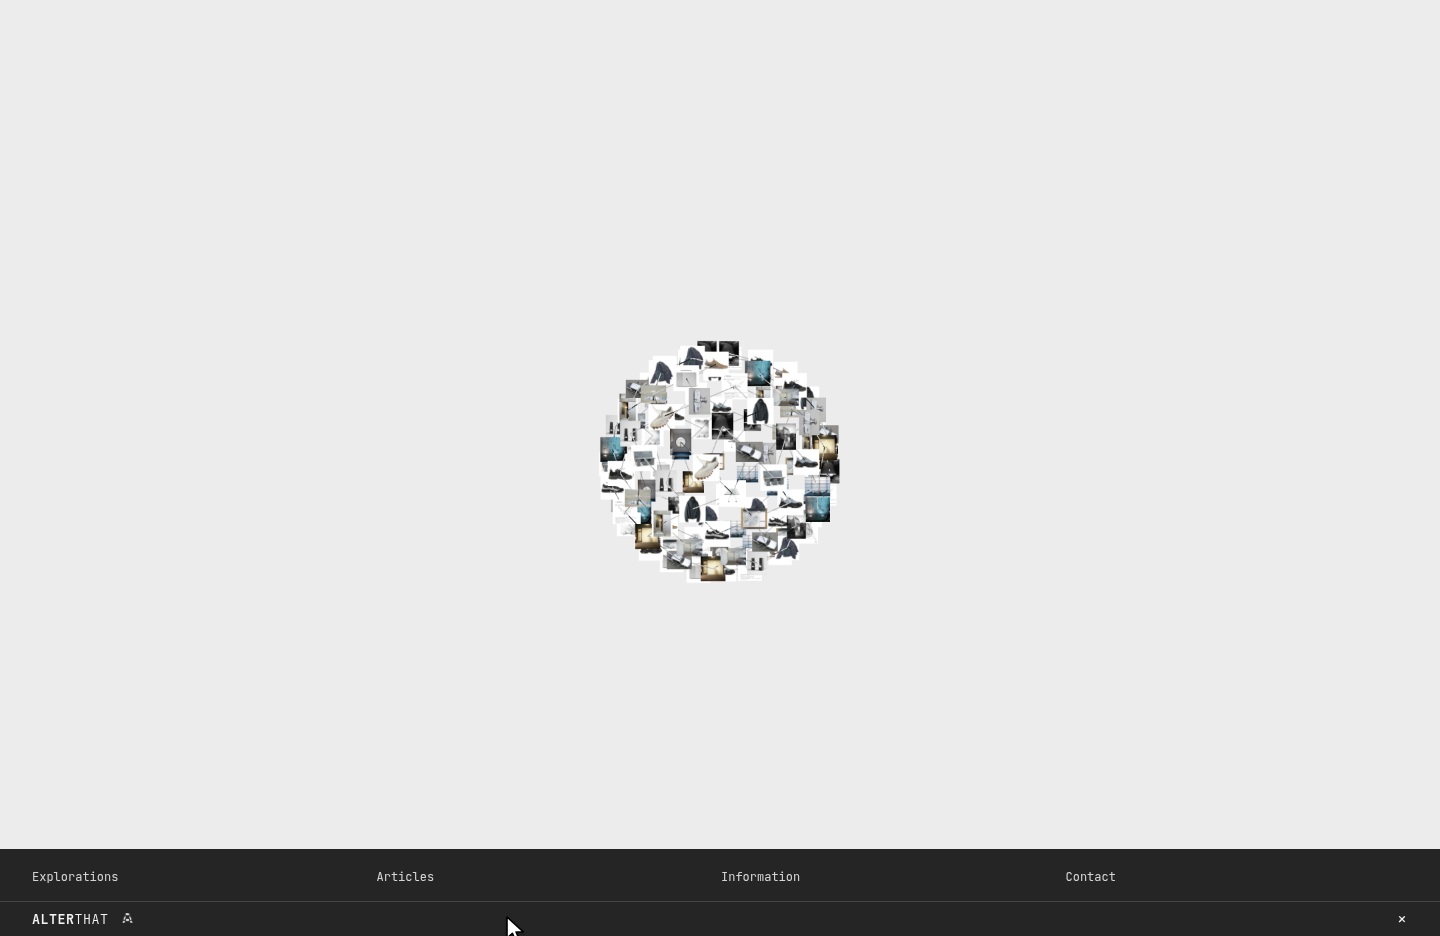 Explorations
Articles
Information
Contact
ALTERTHAT
×